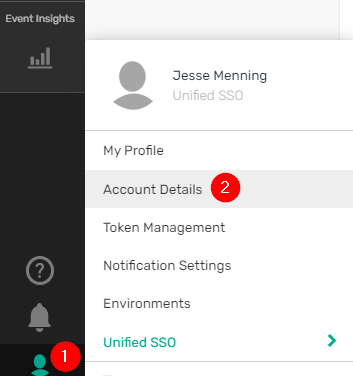 Event Insights
Jesse Menning
Unified SSO
My Profile
Account Details 2
Token Management
Notification Settings
Environments
Unified SSO
1